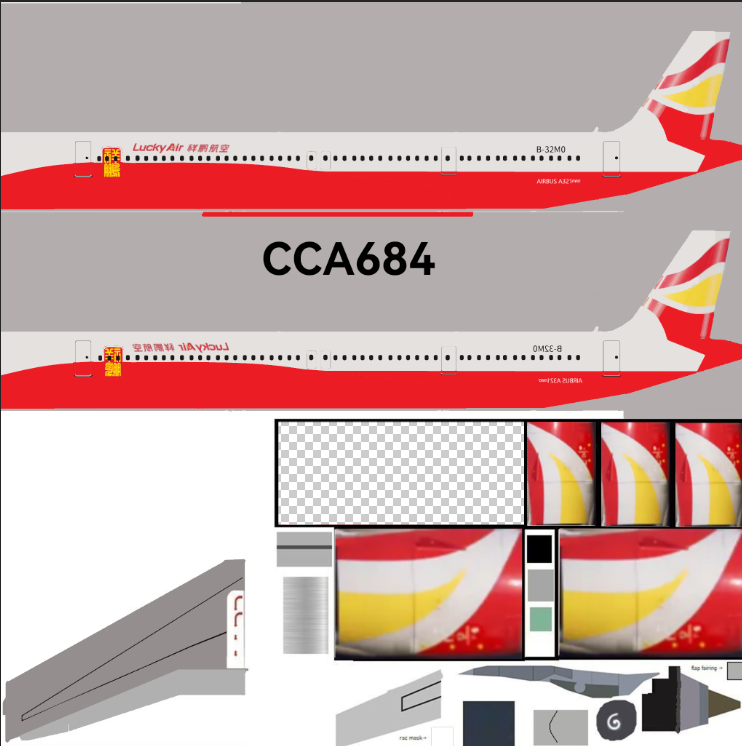 LuckyAir 祥鹏航空
B-32M0
AIRBUS A321neo
CCA684
LuckyAir 祥鹏航空
B-32M0
AIRBUS A321neo
flap fairing →
roc mask →